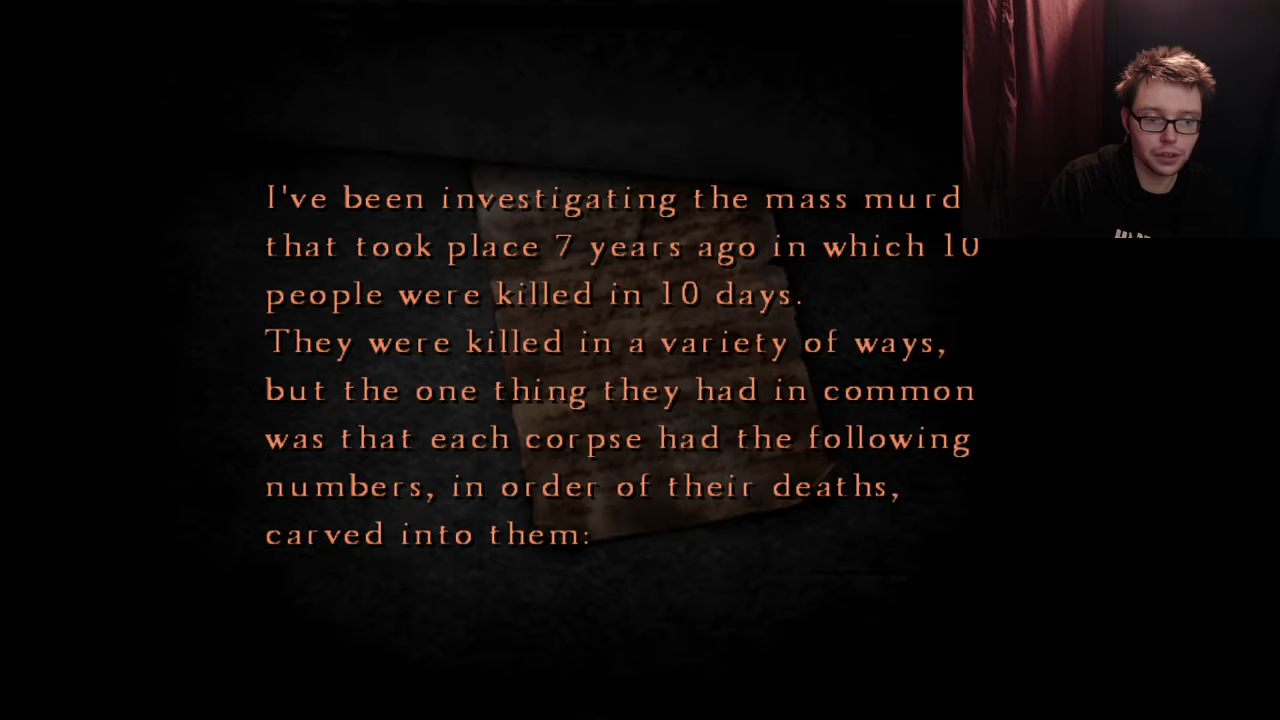 I've been investigating the mass murd
that took place 7 years ago in which 10
people were killed in 10 days.
They were killed in a variety of ways,
but the one thing they had in common
was that each corpse had the following
numbers, in order of their deaths,
carved into them: